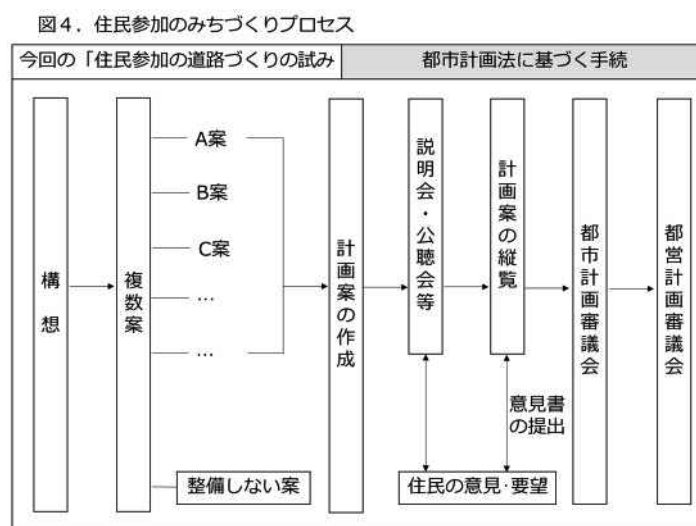 図4．住民参加のみちづくりプロセス
今回の「住民参加の道路づくりの試み
都市計画法に基づく手続
構想
複数案
A案
B案
C案
…
…
整備しない案
計画案の作成
説明会・公聴会等
計画案の縦覧
意見書
の提出
住民の意見･要望
都市計画審議会
都営計画審議会